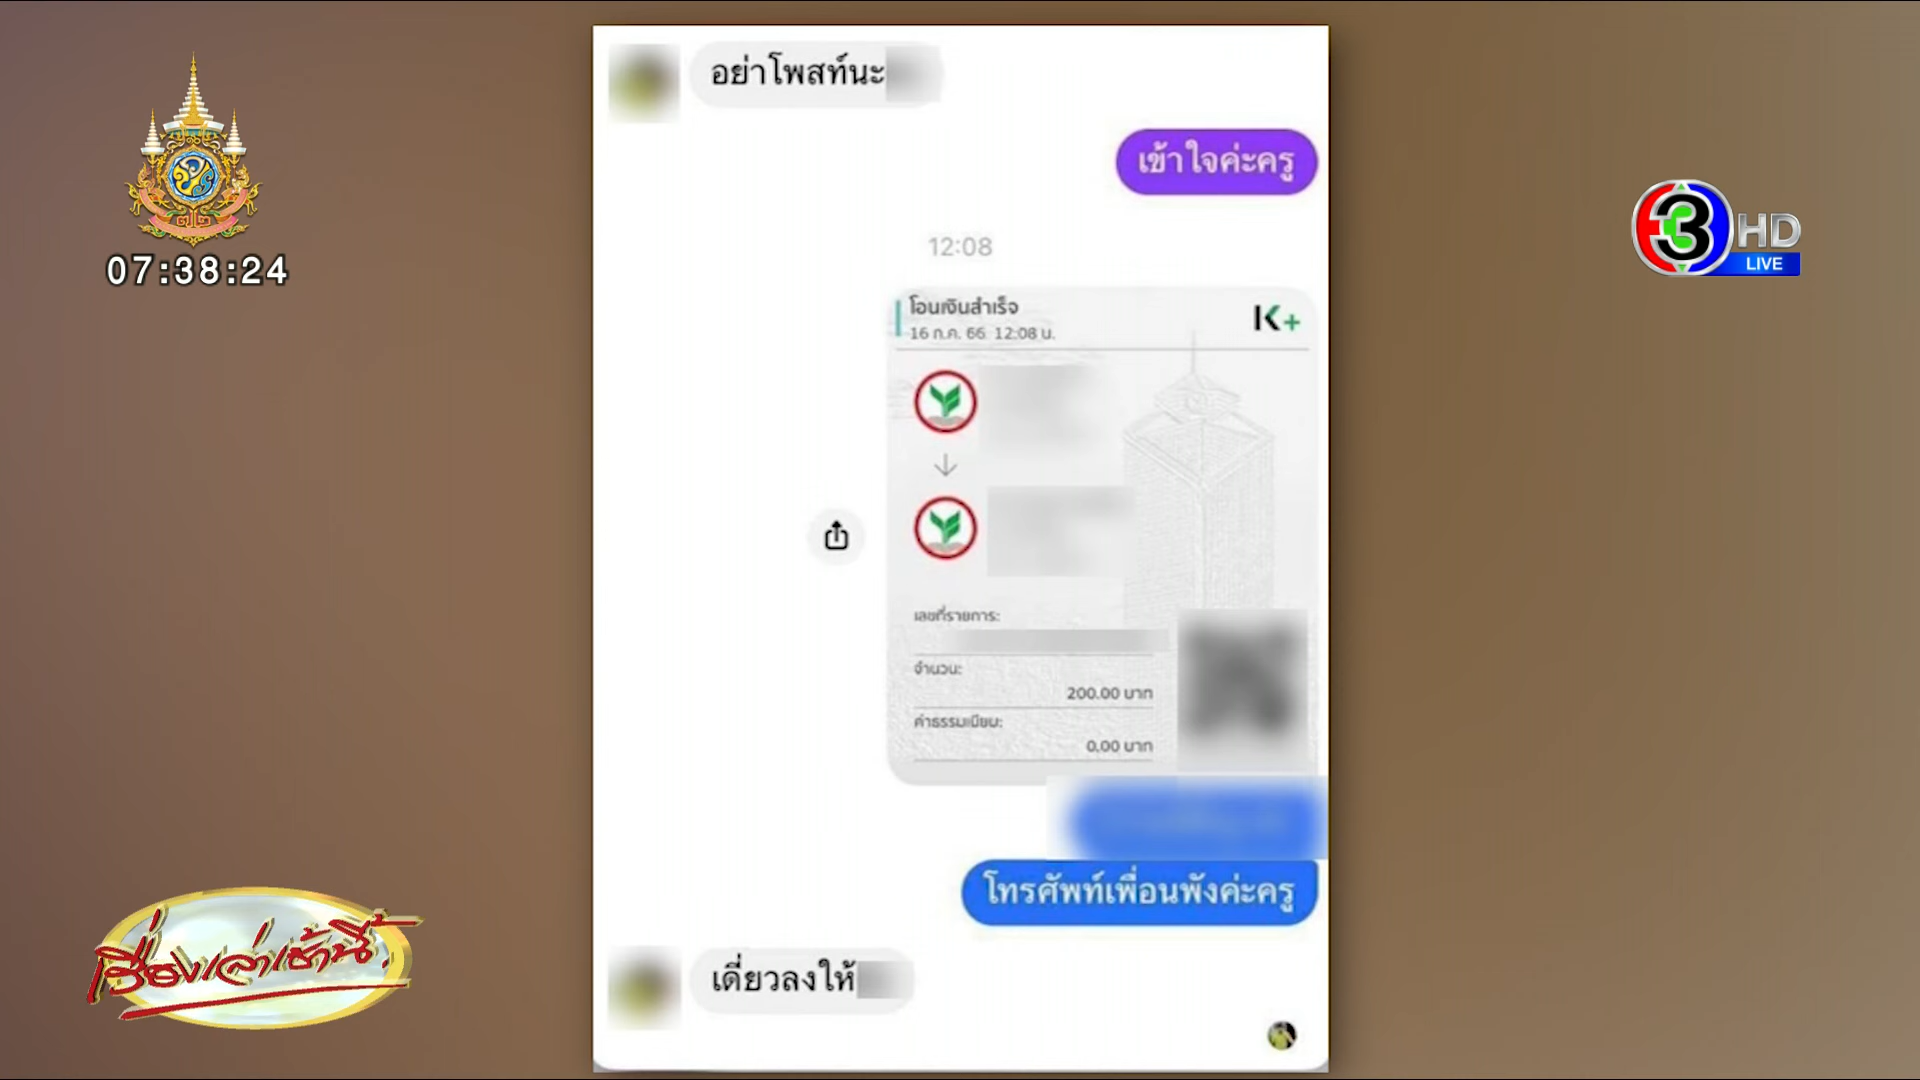 อย่าโพสท์นะ
เข้าใจค่ะครู
07:38:24
3 HD
LIVE
12:08
โอนเงินสำเร็จ
16 ก.ค. 66 12:08 น.
K+
เลขที่รายการ:
จำนวน:
200.00 บาท
ค่าธรรมเนียม:
0.00 บาท
โทรศัพท์เพื่อนพังค่ะครู
เดี่ยวลงให้
เรื่องเล่าเช้านี้